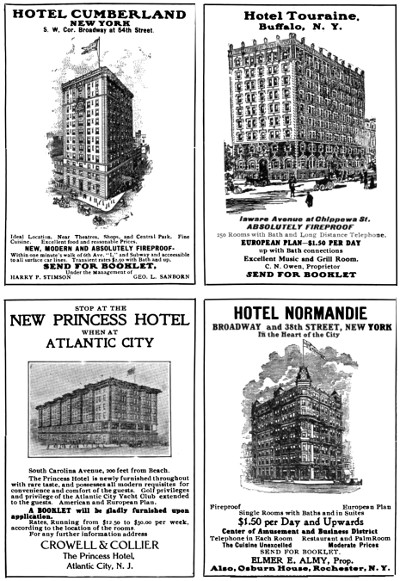 HOTEL CUMBERLAND
NEW YORK
S. W. Cor. Broadway at 54th Street.
Ideal Location. Near Theatres, Shops, and Central Park. Fine
Cuisine. Excellent food and reasonable Prices.
NEW, MODERN AND ABSOLUTELY FIREPROOF-
Within one minute's walk of 6th Ave. "L" and Subway and accessible
to all surface car lines. Transient rates $2.50 with Bath and up.
SEND FOR BOOKLET,
Under the Management of
HARRY P. STIMSON GEO. L. SANBORN
Hotel Touraine,
Buffalo, N. Y.
laware Avenue at Chippewa St.
ABSOLUTELY FIREPROOF
250 Rooms with Bath and Long Distance Telephone.
EUROPEAN PLAN—$1.50 PER DAY
up with Bath connections
Excellent Music and Grill Room.
C. N. Owen, Proprietor
SEND FOR BOOKLET
STOP AT THE
NEW PRINCESS HOTEL
WHEN AT
ATLANTIC CITY
South Carolina Avenue, 200 feet from Beach.
The Princess Hotel is newly furnished throughout
with rare taste, and possesses all modern requisites for
convenience and comfort of the guests. Golf privileges
and privilege of the Atlantic City Yacht Club extended
to the guests. American and European Plan.
A BOOKLET will be gladly furnished upon
application.
Rates, Running from $12.50 to $30.00 per week,
according to the location of the rooms.
For any further information address
CROWELL & COLLIER
The Princess Hotel,
Atlantic City, N. J.
HOTEL NORMANDIE
BROADWAY and 38th STREET, NEW YORK
In the Heart of the City
Fireproof European Plan
Single Rooms with Baths and in Suites
$1.50 per Day and Upwards
Center of Amusement and Business District
Telephone in Each Room Restaurant and Palm Room
The Cuisine Unexcelled Moderate Prices
SEND FOR BOOKLET.
ELMER E. ALMY, Prop.
Also, Osburn House, Rochester, N. Y.